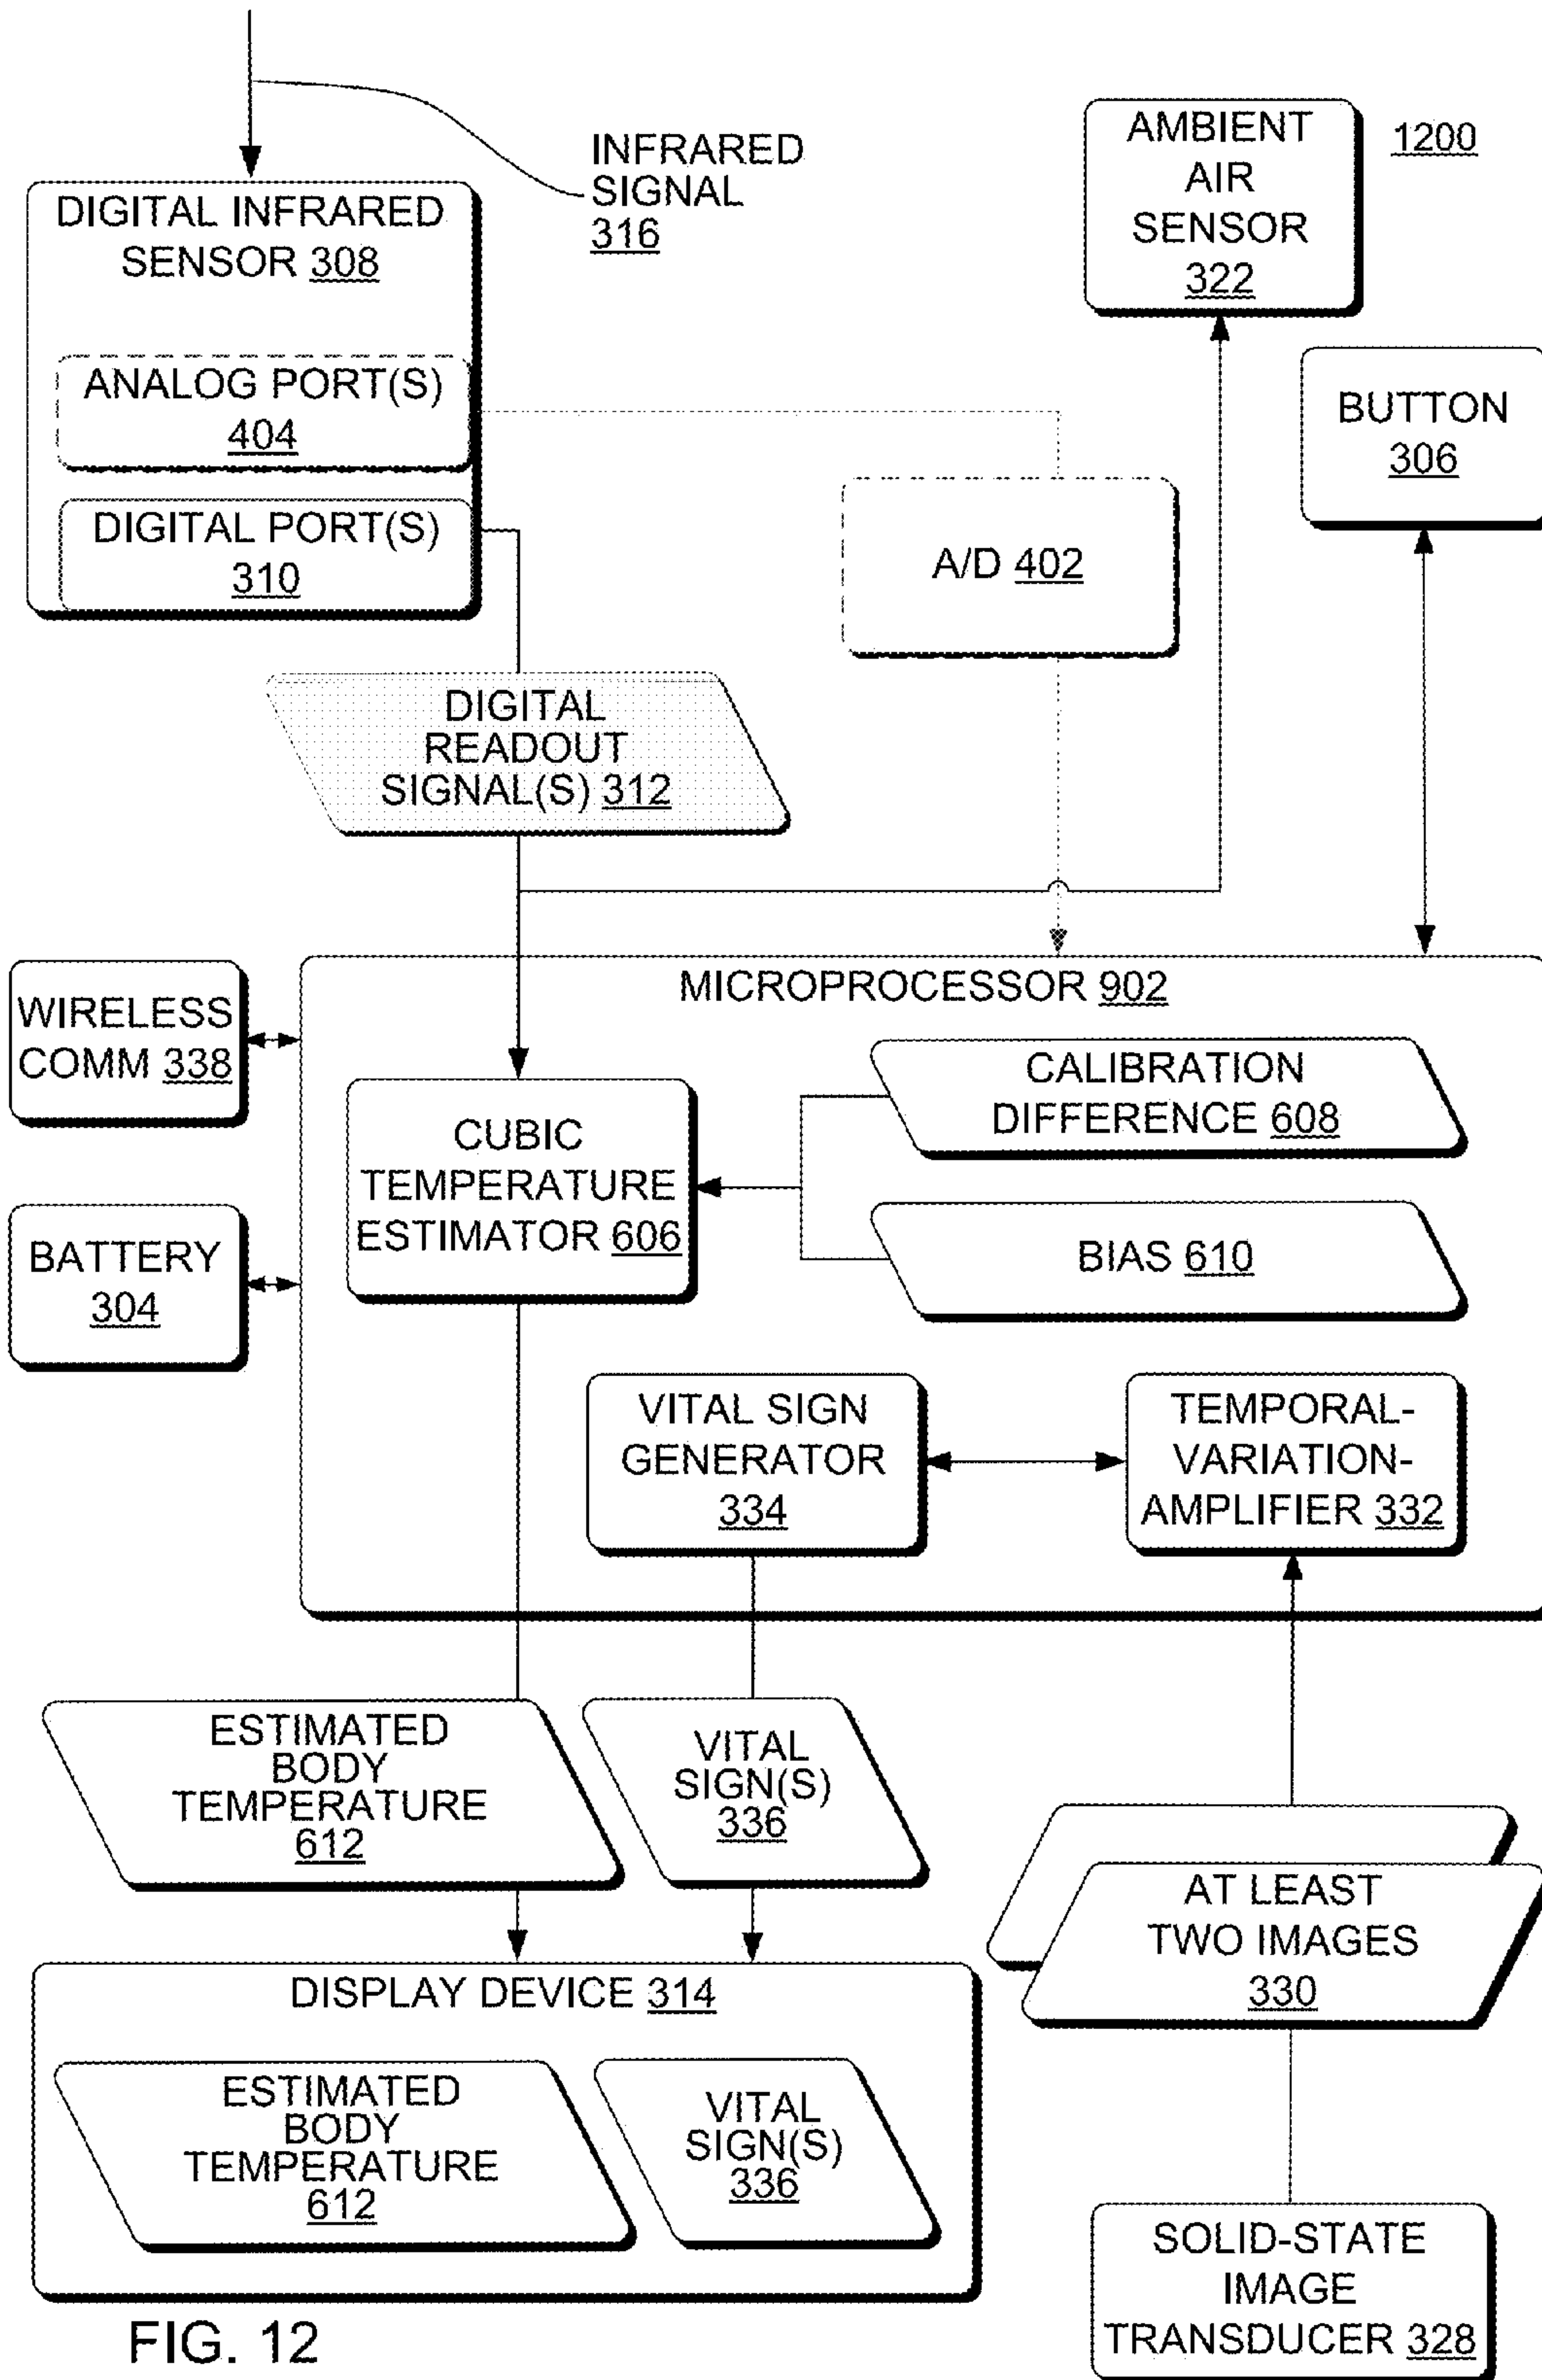 INFRARED
SIGNAL
316
AMBIENT
AIR
SENSOR
322
1200
DIGITAL INFRARED
SENSOR 308
ANALOG PORT(S)
404
DIGITAL PORT(S)
310
BUTTON
306
A/D 402
DIGITAL
READOUT
SIGNAL(S) 312
WIRELESS
COMM 338
BATTERY
304
MICROPROCESSOR 902
CUBIC
TEMPERATURE
ESTIMATOR 606
CALIBRATION
DIFFERENCE 608
BIAS 610
VITAL SIGN
GENERATOR
334
TEMPORAL-
VARIATION-
AMPLIFIER 332
ESTIMATED
BODY
TEMPERATURE
612
VITAL
SIGN(S)
336
AT LEAST
TWO IMAGES
330
DISPLAY DEVICE 314
ESTIMATED
BODY
TEMPERATURE
612
VITAL
SIGN(S)
336
SOLID-STATE
IMAGE
TRANSDUCER 328
FIG. 12